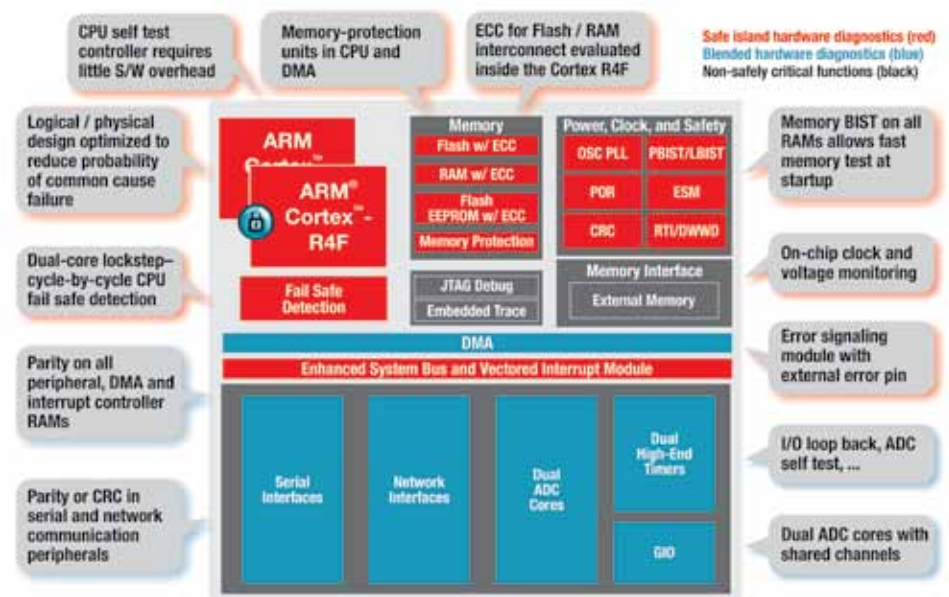 CPU self test
controller requires
little S/W overhead
Memory-protection
units in CPU and
DMA
ECC for Flash / RAM
interconnect evaluated
inside the Cortex R4F
Safe island hardware diagnostics (red)
Blended hardware diagnostics (blue)
Non-safely critical functions (black)
Logical / physical
design optimized to
reduce probability
of common cause
failure
Dual-core lockstep–
cycle-by-cycle CPU
fail safe detection
Parity on all
peripheral, DMA and
interrupt controller
RAMs
Parity or CRC in
serial and network
communication
peripherals
ARM
Cortex™
ARM®
Cortex™-
R4F
Fail Safe
Detection
Memory
Flash w/ ECC
RAM w/ ECC
Flash
EEPROM w/ ECC
Memory Protection
JTAG Debug
Embedded Trace
Power, Clock, and Safety
OSC PLL
PBIST/LBIST
POR
ESM
CRC
RTI/DWWD
Memory Interface
External Memory
DMA
Enhanced System Bus and Vectored Interrupt Module
Serial
Interfaces
Network
Interfaces
Dual
ADC
Cores
Dual
High-End
Timers
GIO
Memory BIST on all
RAMs allows fast
memory test at
startup
On-chip clock and
voltage monitoring
Error signaling
module with
external error pin
I/O loop back, ADC
self test, ...
Dual ADC cores with
shared channels